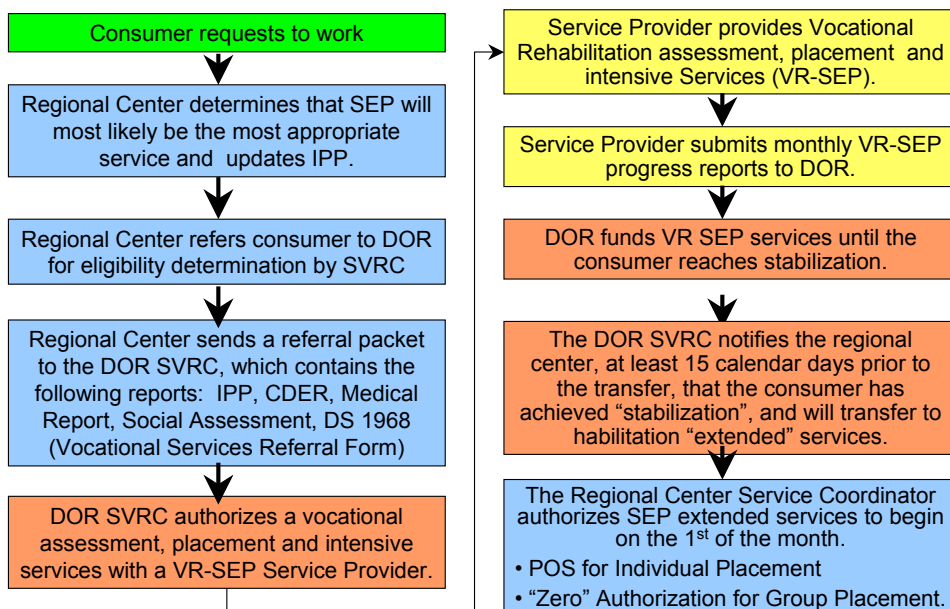 Consumer requests to work
Regional Center determines that SEP will
most likely be the most appropriate
service and updates IPP.
Regional Center refers consumer to DOR
for eligibility determination by SVRC
Regional Center sends a referral packet
to the DOR SVRC, which contains the
following reports: IPP, CDER, Medical
Report, Social Assessment, DS 1968
(Vocational Services Referral Form)
DOR SVRC authorizes a vocational
assessment, placement and intensive
services with a VR-SEP Service Provider.
Service Provider provides Vocational
Rehabilitation assessment, placement and
intensive Services (VR-SEP).
Service Provider submits monthly VR-SEP
progress reports to DOR.
DOR funds VR SEP services until the
consumer reaches stabilization.
The DOR SVRC notifies the regional
center, at least 15 calendar days prior to
the transfer, that the consumer has
achieved “stabilization”, and will transfer to
habilitation “extended” services.
The Regional Center Service Coordinator
authorizes SEP extended services to begin
on the 1st of the month.
• POS for Individual Placement
• “Zero” Authorization for Group Placement.